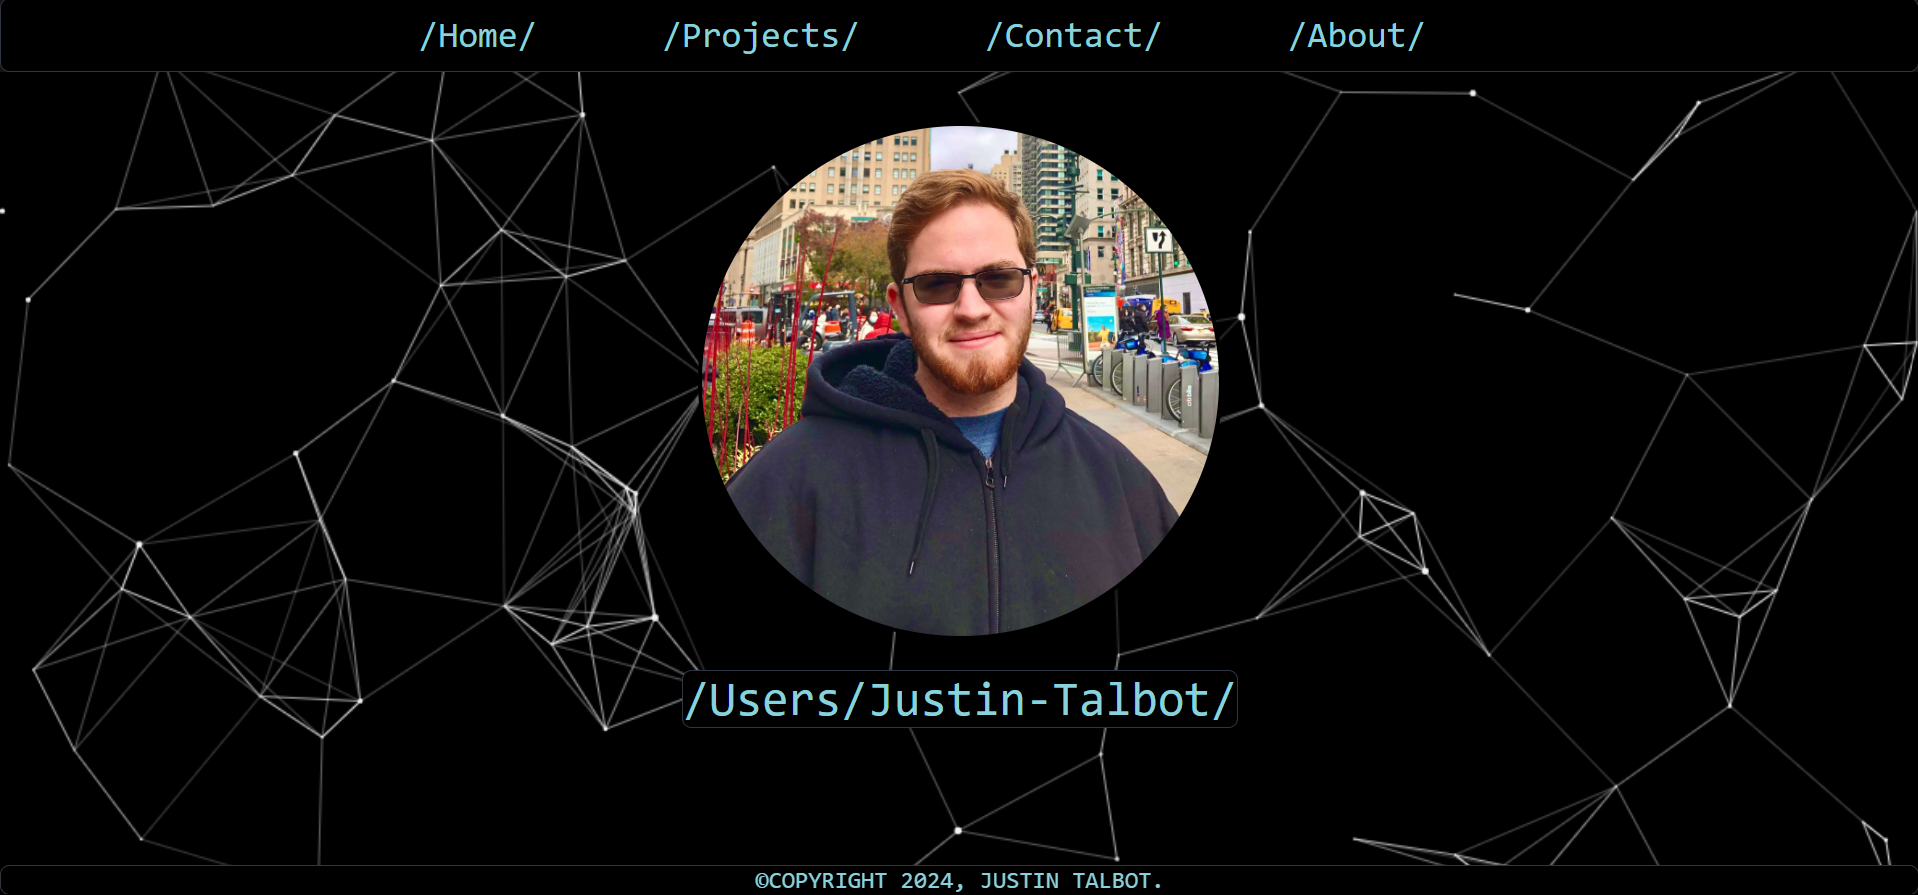 /Home/ /Projects/ /Contact/ /About/
/Users/Justin-Talbot/
©COPYRIGHT 2024, JUSTIN TALBOT.